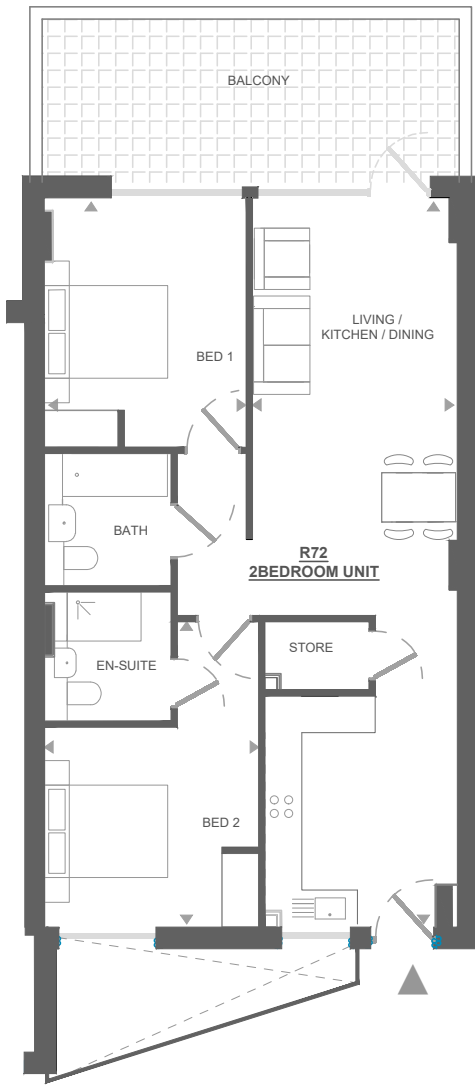 BALCONY
LIVING /
KITCHEN / DINING
BED 1
BATH
R72
2BEDROOM UNIT
STORE
EN-SUITE
BED 2